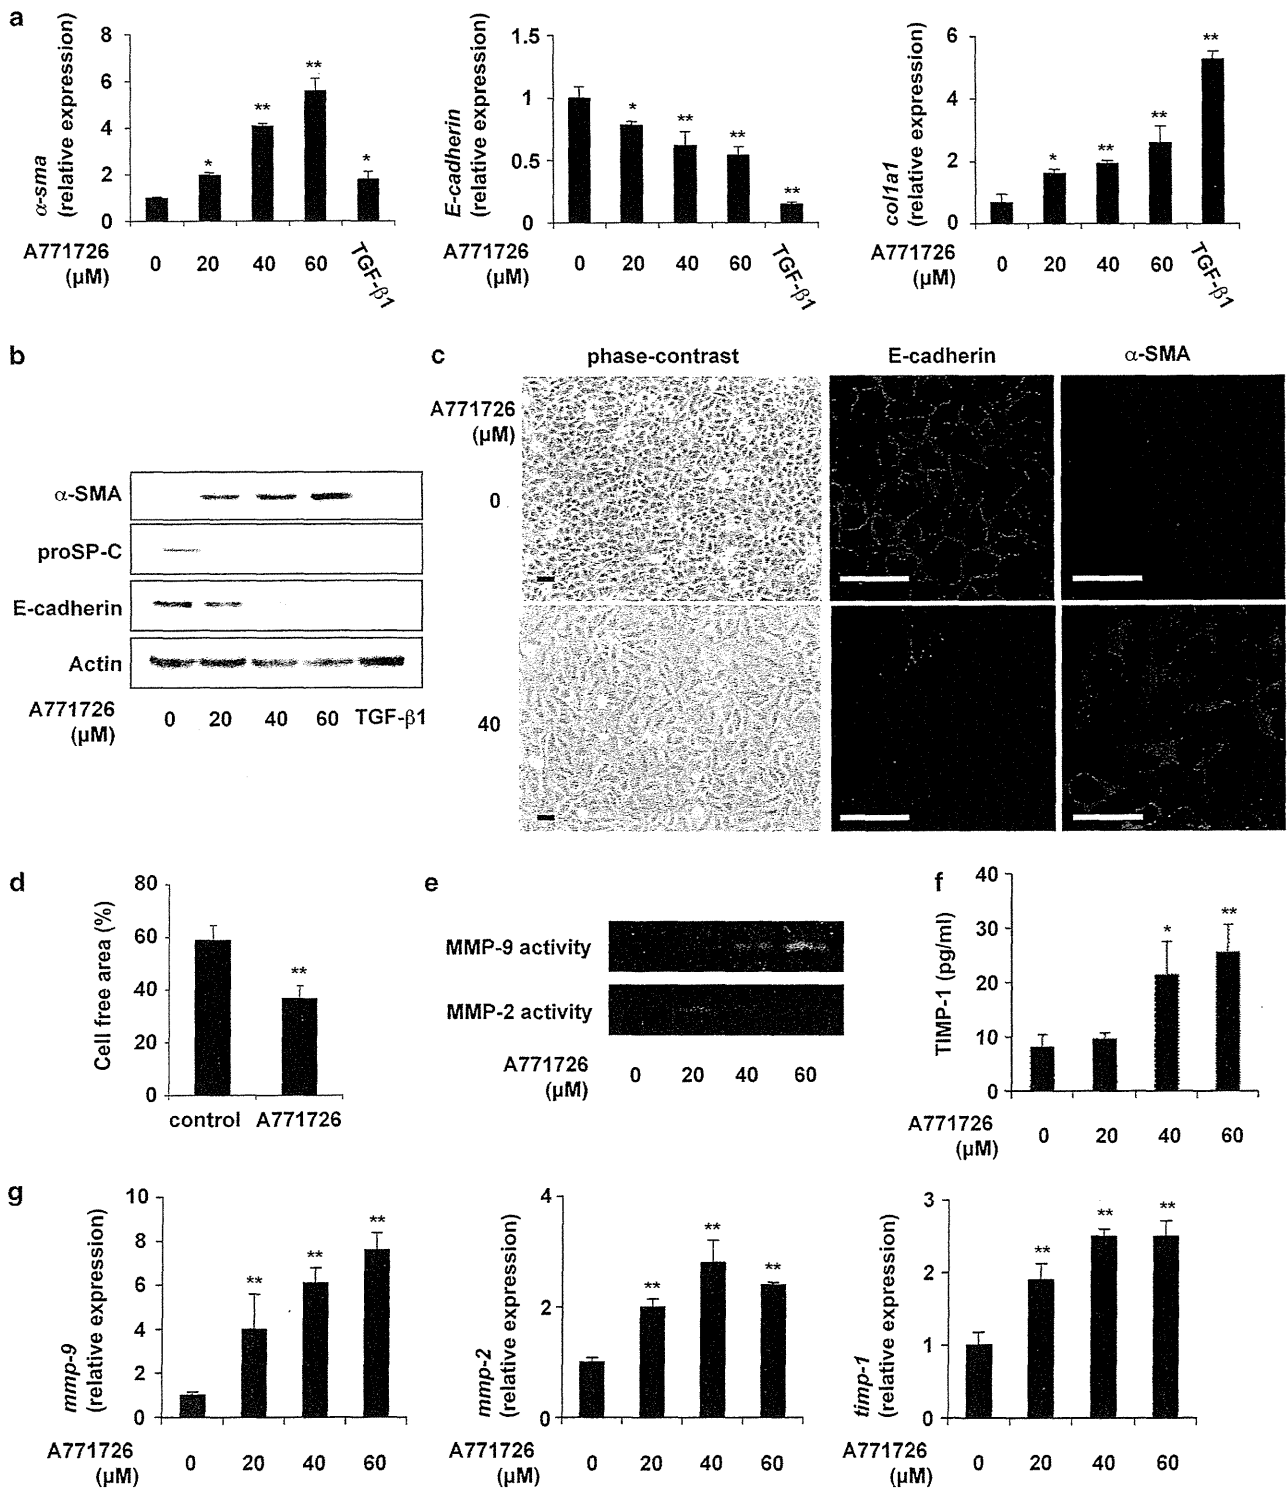 a
α-sma
(relative expression)
8
6
4
2
0
*
**
**
*
A771726
(µM)
0 20 40 60 TGF-β1
E-cadherin
(relative expression)
1.5
1
0.5
0
*
**
**
**
0 20 40 60 TGF-β1
col1a1
(relative expression)
6
4
2
0
*
**
**
**
A771726
(µM)
0 20 40 60 TGF-β1
b
α-SMA
proSP-C
E-cadherin
Actin
A771726
(µM)
0 20 40 60 TGF-β1
c
phase-contrast E-cadherin α-SMA
A771726
(µM)
0
40
d
Cell free area (%)
80
60
40
20
0
**
control A771726
e
MMP-9 activity
MMP-2 activity
A771726
(µM)
0 20 40 60
f
TIMP-1 (pg/ml)
40
30
20
10
0
*
**
A771726
(µM)
0 20 40 60
g
mmp-9
(relative expression)
10
8
6
4
2
0
**
**
**
A771726
(µM)
0 20 40 60
mmp-2
(relative expression)
4
2
0
**
**
**
A771726
(µM)
0 20 40 60
timp-1
(relative expression)
3
2
1
0
**
**
**
A771726
(µM)
0 20 40 60